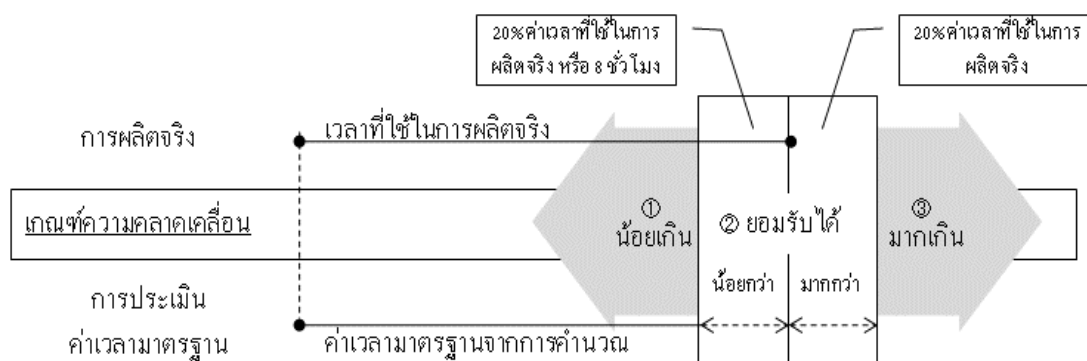 20%ค่าเวลาที่ใช้ในการ
ผลิตจริง หรือ 8 ชั่วโมง
20%ค่าเวลาที่ใช้ในการ
ผลิตจริง
การผลิตจริง
เวลาที่ใช้ในการผลิตจริง
เกณฑ์ความคลาดเคลื่อน
①
น้อยเกิน
② ยอมรับได้
③
มากเกิน
น้อยกว่า
มากกว่า
การประเมิน
ค่าเวลามาตรฐาน
ค่าเวลามาตรฐานจากการคำนวณ